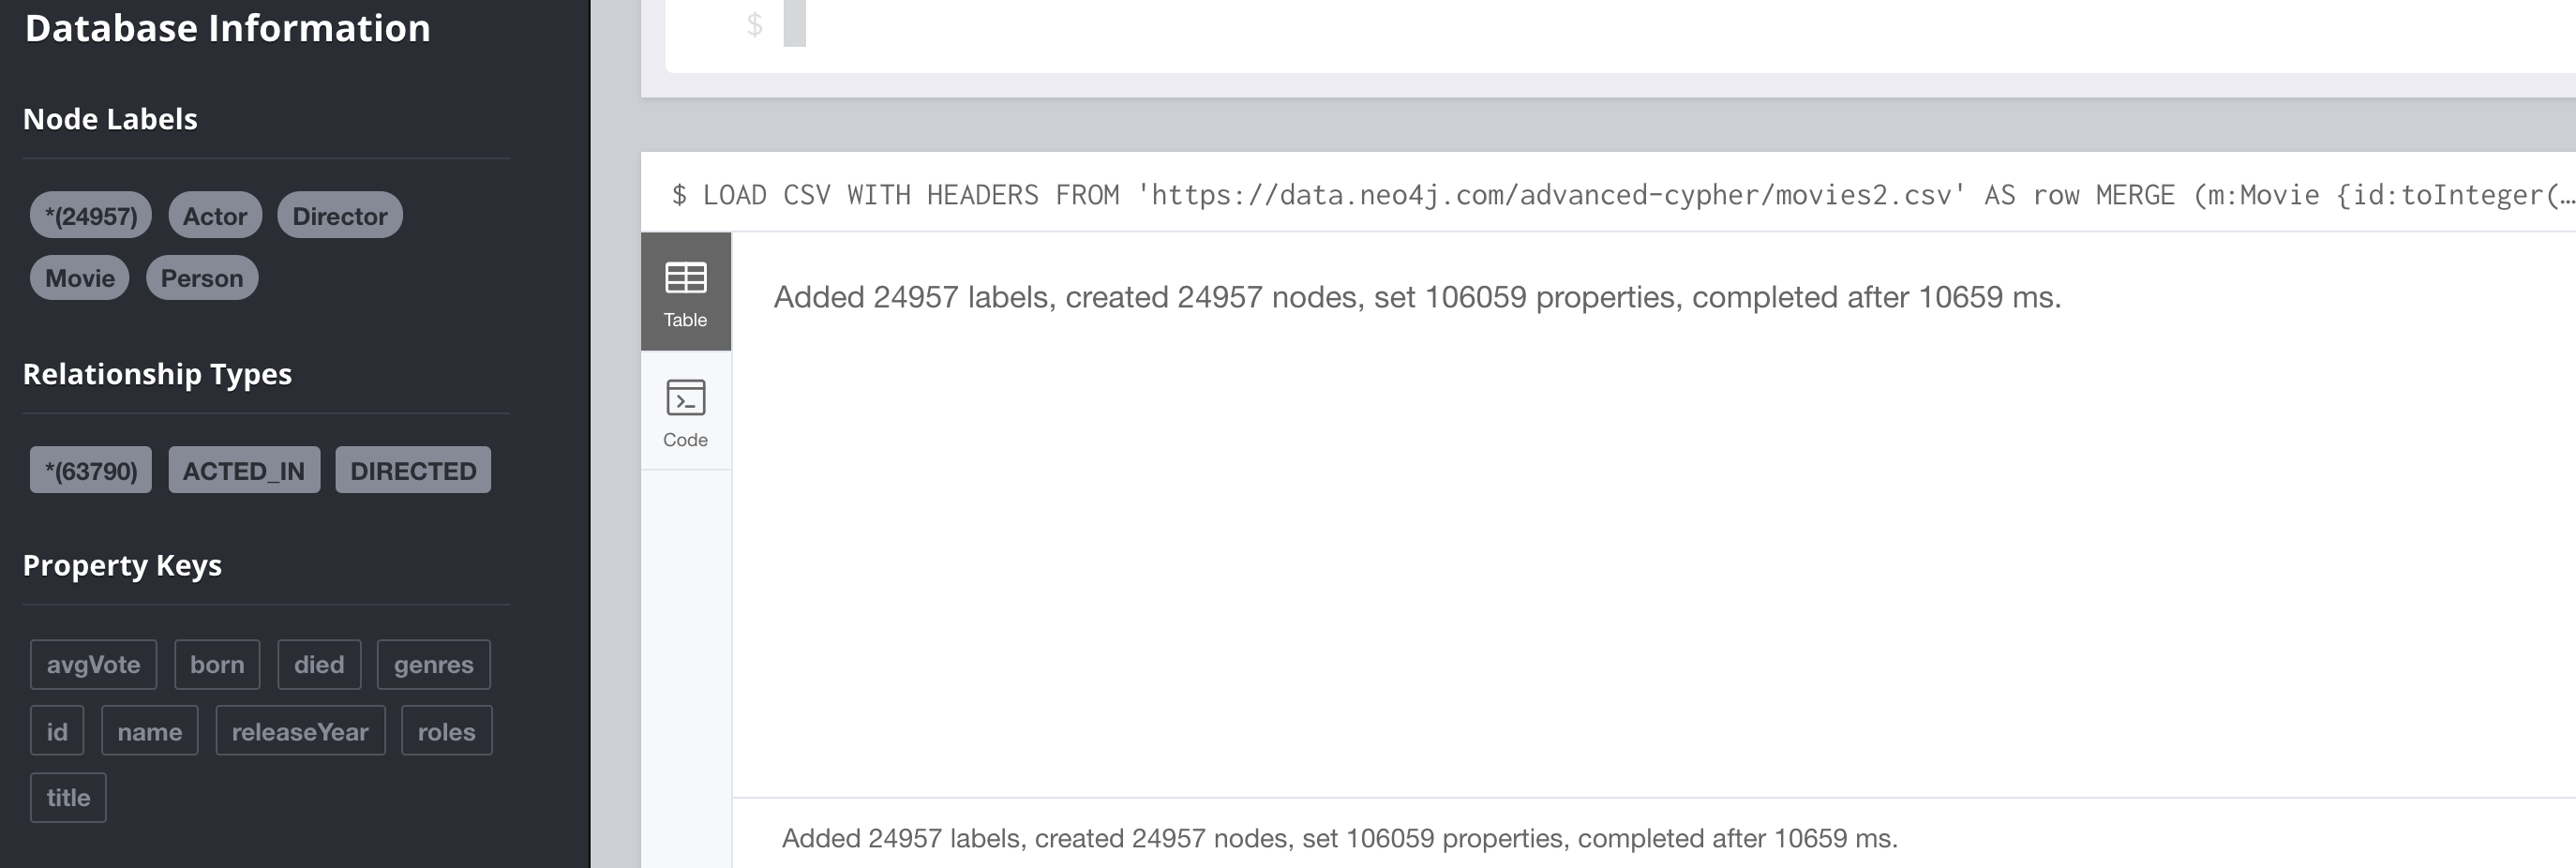 Database Information
Node Labels
*(24957) Actor Director
Movie Person
Relationship Types
*(63790) ACTED_IN DIRECTED
Property Keys
avgVote born died genres
id name releaseYear roles
title
$
$ LOAD CSV WITH HEADERS FROM 'https://data.neo4j.com/advanced-cypher/movies2.csv' AS row MERGE (m:Movie {id:toInteger(…
Table
Code
Added 24957 labels, created 24957 nodes, set 106059 properties, completed after 10659 ms.
Added 24957 labels, created 24957 nodes, set 106059 properties, completed after 10659 ms.